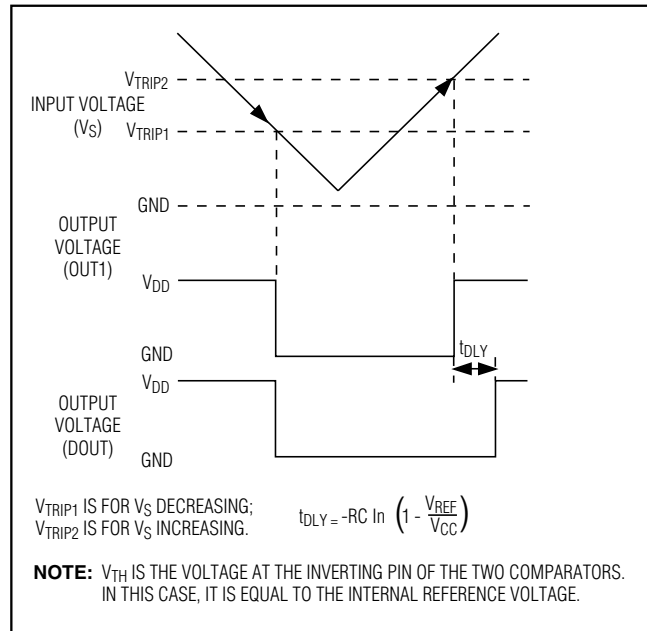 VTRIP2
INPUT VOLTAGE
(VS)
VTRIP1
GND
OUTPUT
VOLTAGE
(OUT1)
VDD
GND
tDLY
VDD
OUTPUT
VOLTAGE
(DOUT)
GND
VTRIP1 IS FOR VS DECREASING;
VTRIP2 IS FOR VS INCREASING.
tDLY = -RC ln (1 - VREF/VCC)
NOTE: VTH IS THE VOLTAGE AT THE INVERTING PIN OF THE TWO COMPARATORS.
IN THIS CASE, IT IS EQUAL TO THE INTERNAL REFERENCE VOLTAGE.